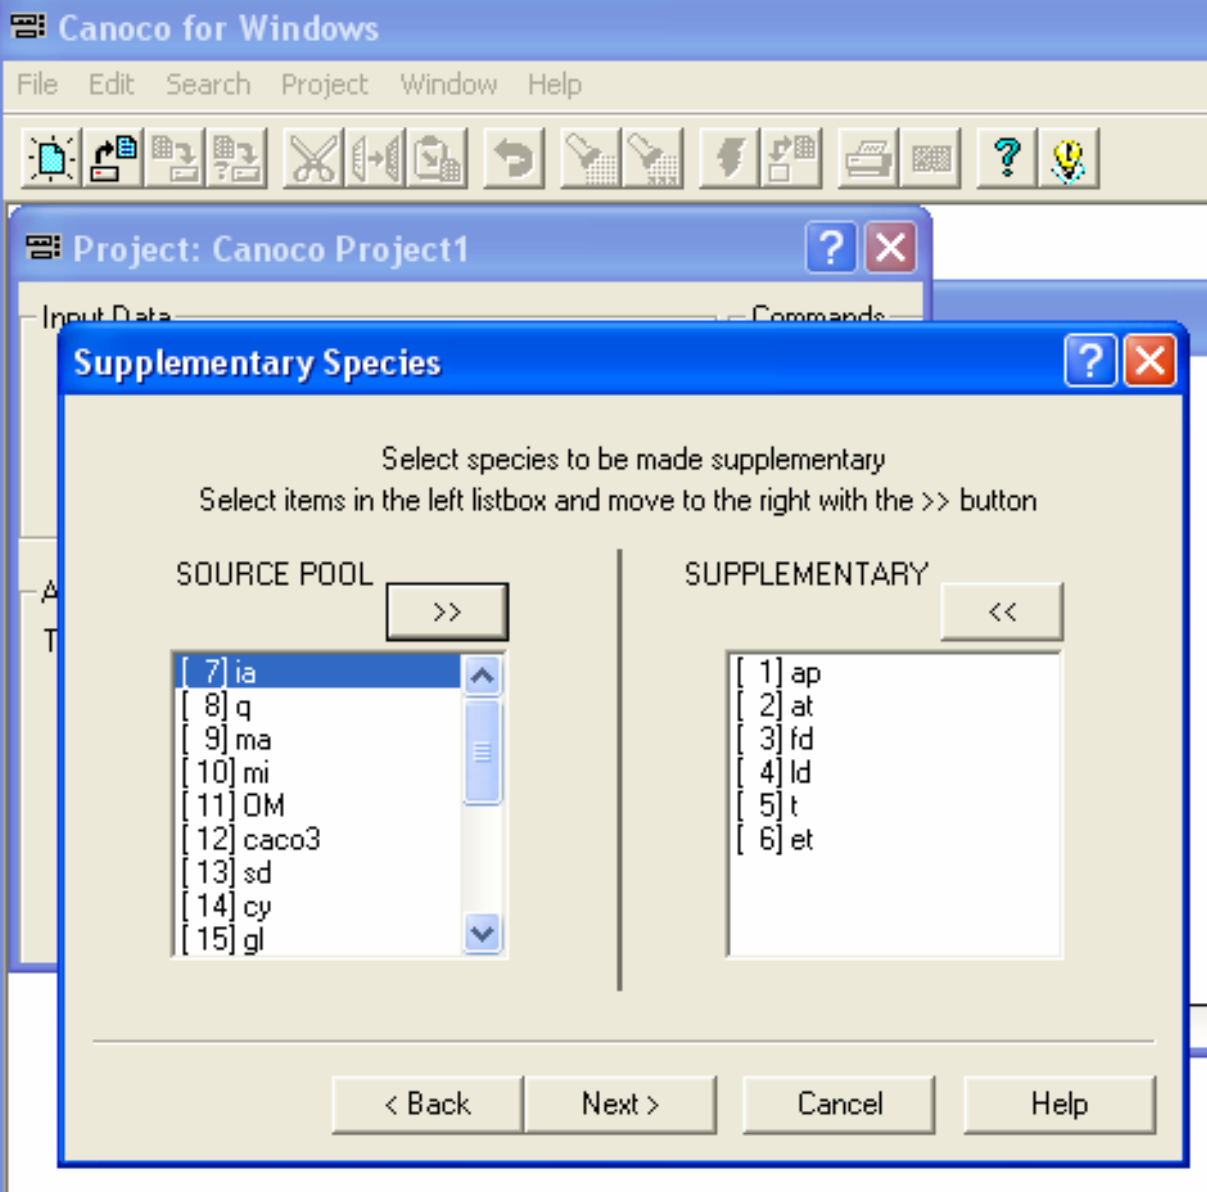 Canoco for Windows
File Edit Search Project Window Help
Project: Canoco Project1
Input Data
Commands
Supplementary Species
Select species to be made supplementary
Select items in the left listbox and move to the right with the >> button
SOURCE POOL
>>
SUPPLEMENTARY
<<
[ 7] ia
[ 8] q
[ 9] ma
[ 10] mi
[ 11] OM
[ 12] caco3
[ 13] sd
[ 14] cy
[ 15] gl
[ 1] ap
[ 2] at
[ 3] fd
[ 4] ld
[ 5] t
[ 6] et
< Back
Next >
Cancel
Help